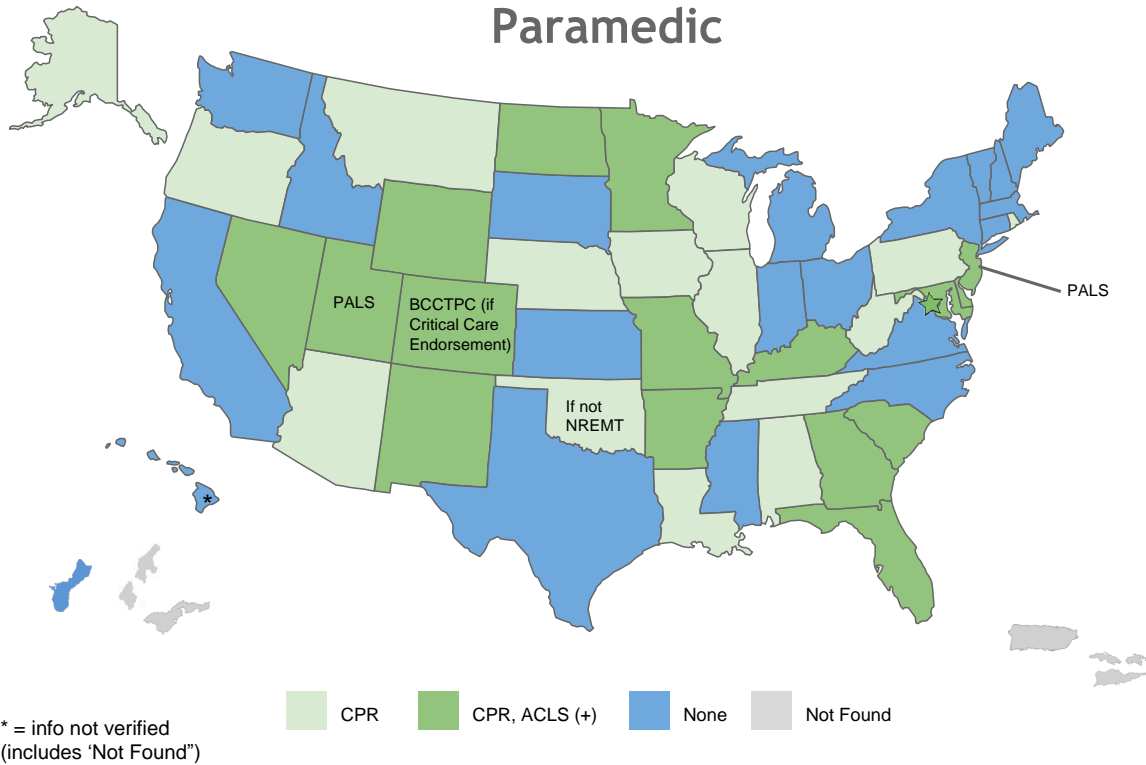 Paramedic
PALS
PALS
BCCTPC (if
Critical Care
Endorsement)
If not
NREMT
*
CPR
CPR, ACLS (+)
None
Not Found
* = info not verified
(includes ‘Not Found”)